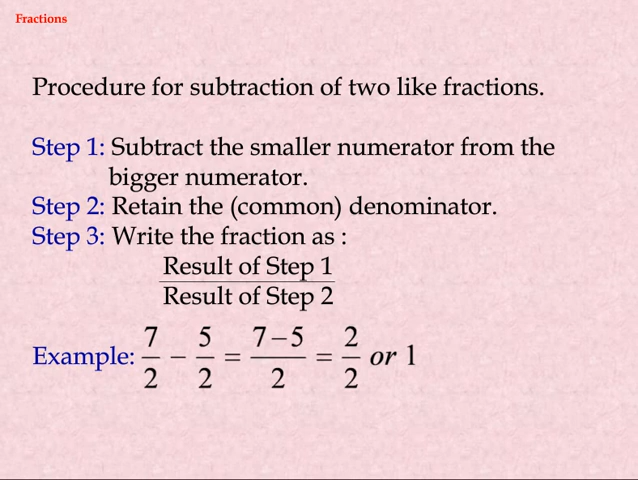 Fractions
Procedure for subtraction of two like fractions.
Step 1: Subtract the smaller numerator from the
bigger numerator.
Step 2: Retain the (common) denominator.
Step 3: Write the fraction as :
Result of Step 1
Result of Step 2
Example: 7/2 – 5/2 = 7–5/2 = 2/2 or 1